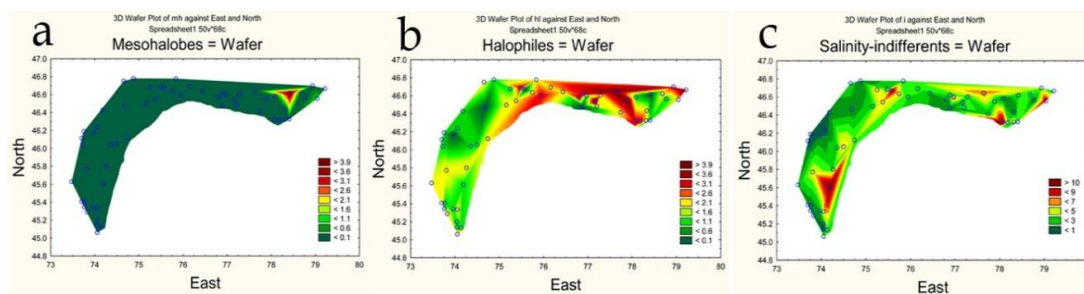 a
3D Wafer Plot of mh against East and North
Spreadsheet1 50v*68c
Mesohalobes = Wafer
47.0
46.8
46.6
46.4
46.2
46.0
45.8
45.6
45.4
45.2
45.0
44.8
North
73 74 75 76 77 78 79 80
East
> 3.9
< 3.6
< 3.1
< 2.6
< 2.1
< 1.6
< 1.1
< 0.6
< 0.1
b
3D Wafer Plot of hl against East and North
Spreadsheet1 50v*68c
Halophiles = Wafer
47.0
46.8
46.6
46.4
46.2
46.0
45.8
45.6
45.4
45.2
45.0
44.8
North
73 74 75 76 77 78 79 80
East
> 3.9
< 3.6
< 3.1
< 2.6
< 2.1
< 1.6
< 1.1
< 0.6
< 0.1
c
3D Wafer Plot of i against East and North
Spreadsheet1 50v*68c
Salinity-indifferents = Wafer
47.0
46.8
46.6
46.4
46.2
46.0
45.8
45.6
45.4
45.2
45.0
44.8
North
73 74 75 76 77 78 79 80
East
> 10
< 9
< 7
< 5
< 3
< 1